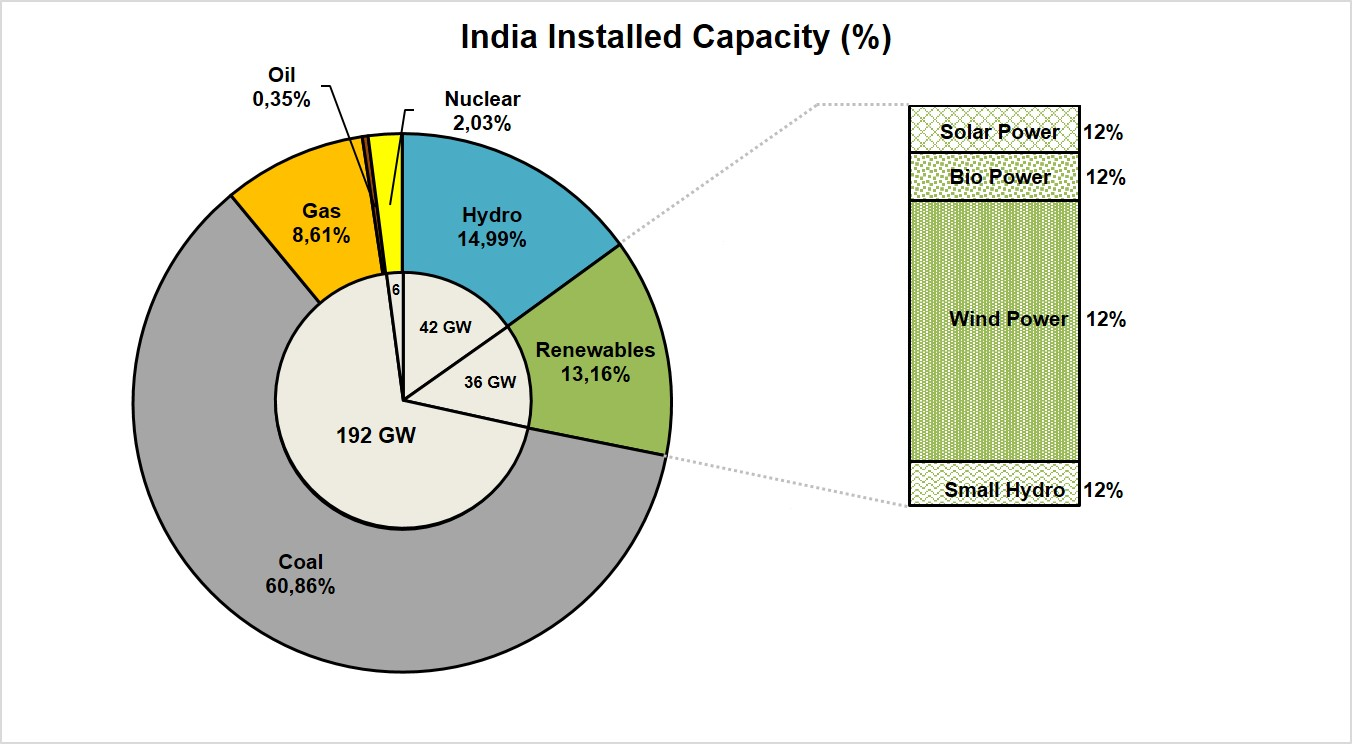 India Installed Capacity (%)
Oil
0,35%
Nuclear
2,03%
Gas
8,61%
Hydro
14,99%
Renewables
13,16%
Coal
60,86%
6
42 GW
36 GW
192 GW
Solar Power 12%
Bio Power 12%
Wind Power 12%
Small Hydro 12%